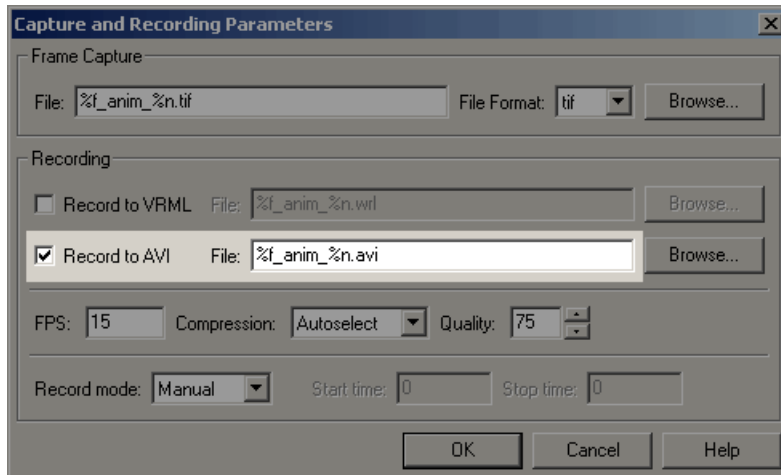 Capture and Recording Parameters
Frame Capture
File: %f_anim_%n.tif File Format: tif Browse...
Recording
Record to VRML File: %f_anim_%n.wrl Browse...
Record to AVI File: %f_anim_%n.avi Browse...
FPS: 15 Compression: Autoselect Quality: 75
Record mode: Manual Start time: 0 Stop time: 0
OK Cancel Help